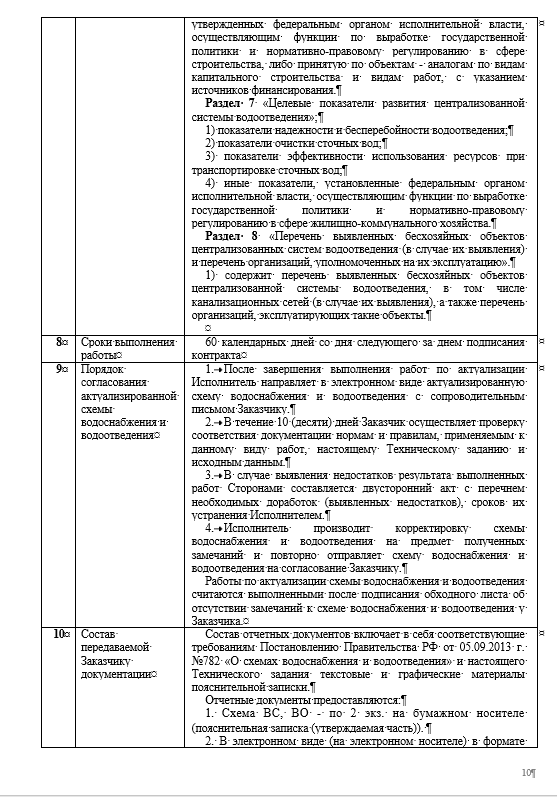 утвержденных федеральным органом исполнительной власти,
осуществляющим функции по выработке государственной
политики и нормативно-правовому регулированию в сфере
строительства, либо принятую по объектам - аналогам по видам
капитального строительства и видам работ, с указанием
источников финансирования.¶
Раздел 7 «Целевые показатели развития централизованной
системы водоотведения»;¶
1) показатели надежности и бесперебойности водоотведения;¶
2) показатели очистки сточных вод;¶
3) показатели эффективности использования ресурсов при
транспортировке сточных вод;¶
4) иные показатели, установленные федеральным органом
исполнительной власти, осуществляющим функции по выработке
государственной политики и нормативно-правовому
регулированию в сфере жилищно-коммунального хозяйства.¶
Раздел 8 «Перечень выявленных бесхозяйных объектов
централизованных систем водоотведения (в случае их выявления)
и перечень организаций, уполномоченных на их эксплуатацию».¶
1) содержит перечень выявленных бесхозяйных объектов
централизованной системы водоотведения, в том числе
канализационных сетей (в случае их выявления), а также перечень
организаций, эксплуатирующих такие объекты.¶
¤
8¤ Сроки выполнения работы¤
60 календарных дней со дня следующего за днем подписания
контракта¤
9¤ Порядок
согласования
актуализированной
схемы
водоснабжения и
водоотведения¤
1.→После завершения выполнения работ по актуализации
Исполнитель направляет в электронном виде актуализированную
схему водоснабжения и водоотведения с сопроводительным
письмом Заказчику.¶
2.→В течение 10 (десяти) дней Заказчик осуществляет проверку
соответствия документации нормам и правилам, применяемым к
данному виду работ, настоящему Техническому заданию и
исходным данным.¶
3.→В случае выявления недостатков результата выполненных
работ Сторонами составляется двусторонний акт с перечнем
необходимых доработок (выявленных недостатков), сроков их
устранения Исполнителем.¶
4.→Исполнитель производит корректировку схемы
водоснабжения и водоотведения на предмет полученных
замечаний и повторно отправляет схему водоснабжения и
водоотведения на согласование Заказчику.¶
Работы по актуализации схемы водоснабжения и водоотведения
считаются выполненными после подписания обходного листа об
отсутствии замечаний к схеме водоснабжения и водоотведения у
Заказчика.¤
10¤ Состав
передаваемой
Заказчику
документации¤
Состав отчетных документов включает в себя соответствующие
требованиям Постановлению Правительства РФ от 05.09.2013 г.
№782 «О схемах водоснабжения и водоотведения» и настоящего
Технического задания текстовые и графические материалы
пояснительной записки.¶
Отчетные документы предоставляются:¶
1. Схема ВС, ВО - по 2 экз. на бумажном носителе
(пояснительная записка (утверждаемая часть)). ¶
2. В электронном виде (на электронном носителе) в формате
10¶